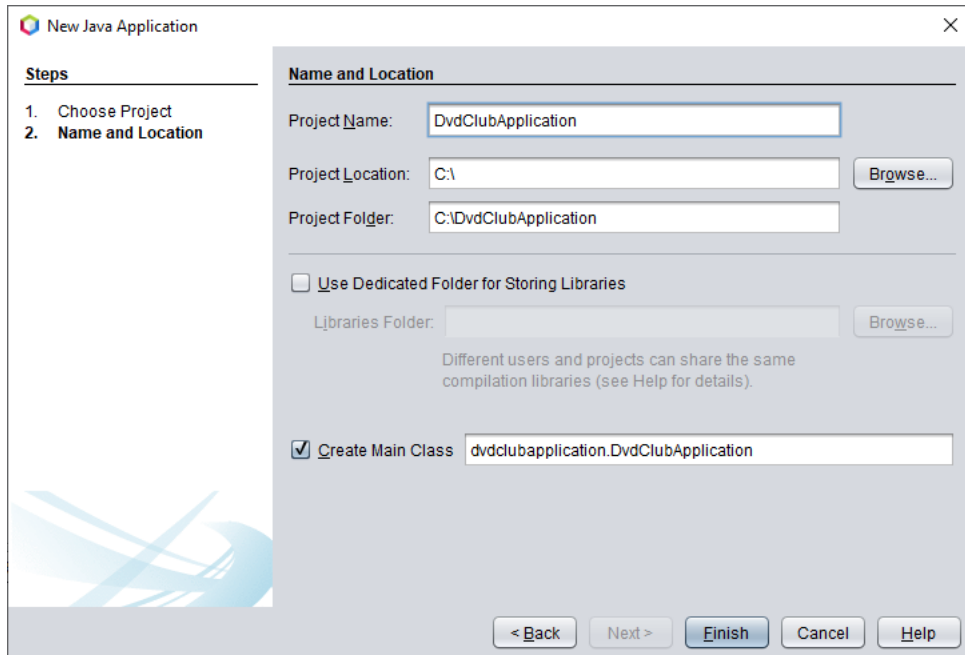 New Java Application
Steps
1. Choose Project
2. Name and Location
Name and Location
Project Name: DvdClubApplication
Project Location: C:\ Browse...
Project Folder: C:\DvdClubApplication
Use Dedicated Folder for Storing Libraries
Libraries Folder: Browse...
Different users and projects can share the same
compilation libraries (see Help for details).
Create Main Class dvdclubapplication.DvdClubApplication
< Back Next > Finish Cancel Help